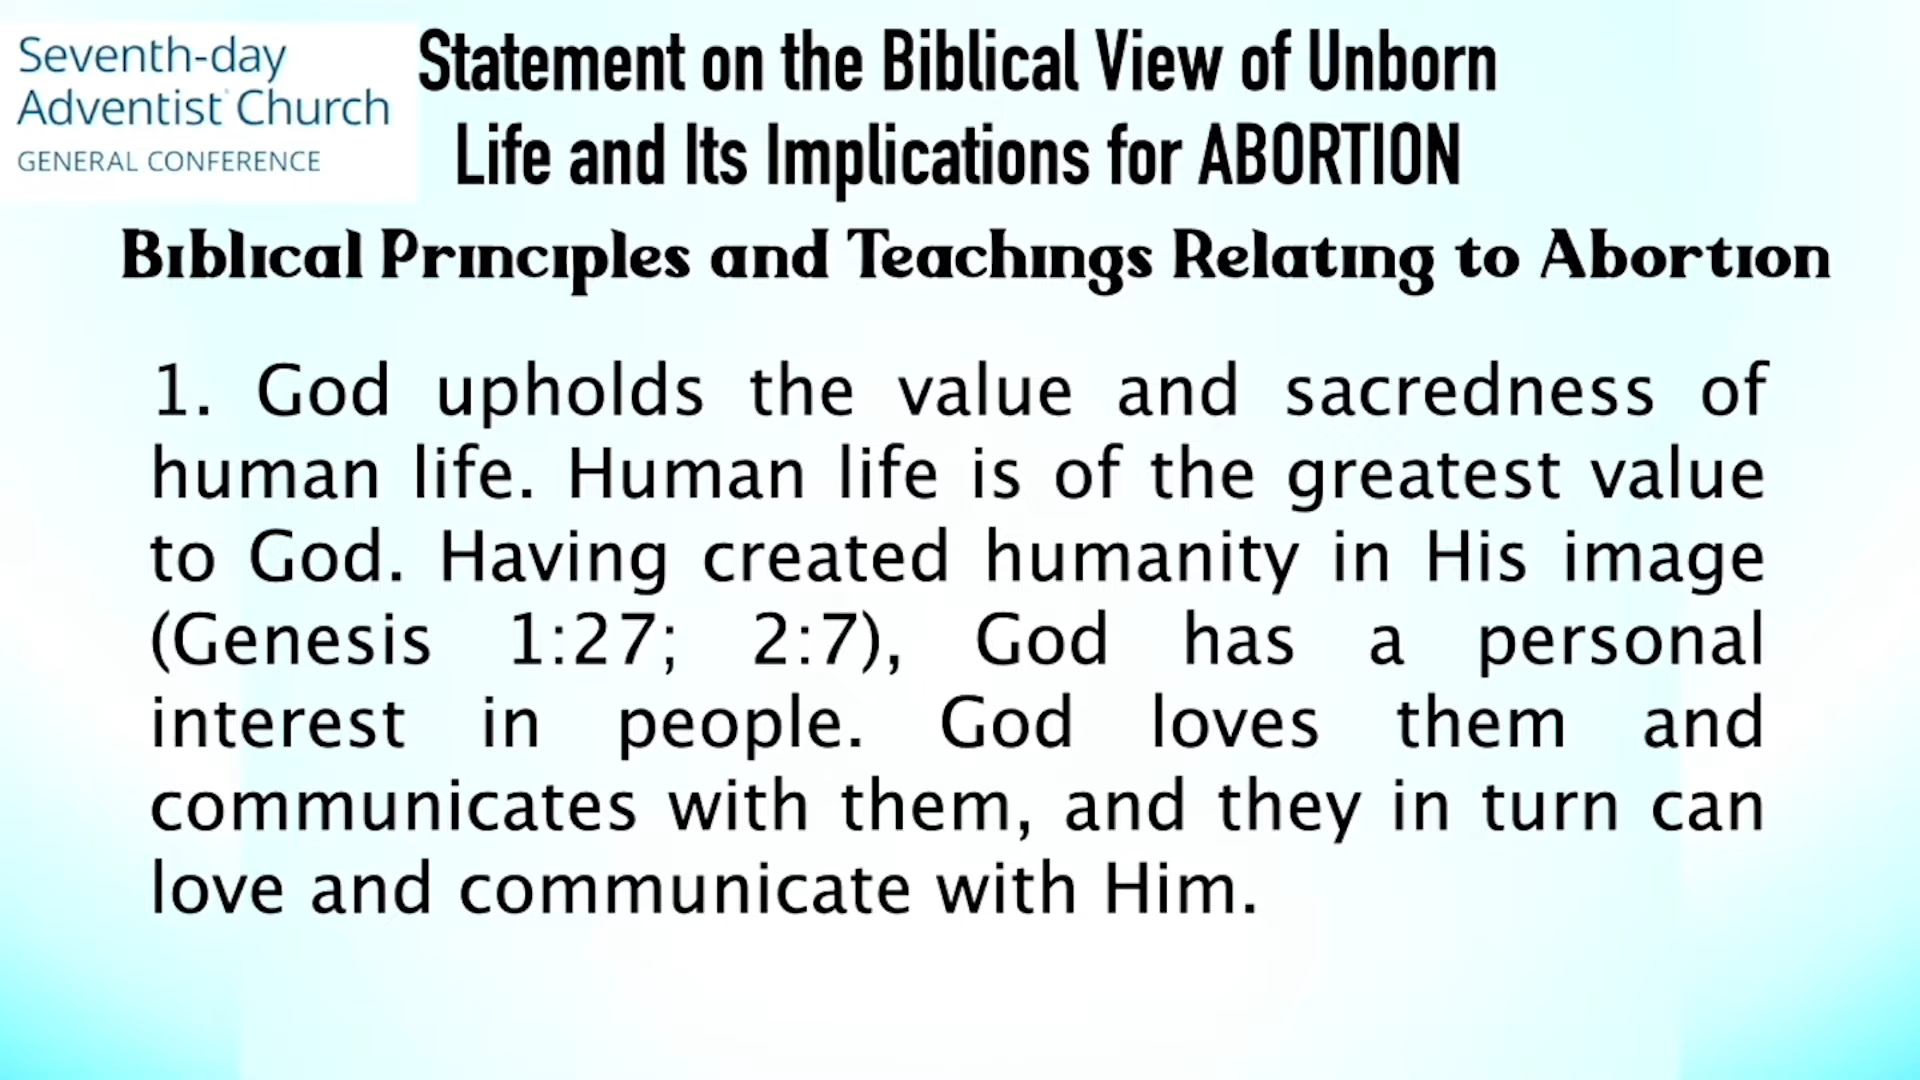 Seventh-day
Adventist Church
GENERAL CONFERENCE
Statement on the Biblical View of Unborn
Life and Its Implications for ABORTION
Biblical Principles and Teachings Relating to Abortion
1. God upholds the value and sacredness of
human life. Human life is of the greatest value
to God. Having created humanity in His image
(Genesis 1:27; 2:7), God has a personal
interest in people. God loves them and
communicates with them, and they in turn can
love and communicate with Him.